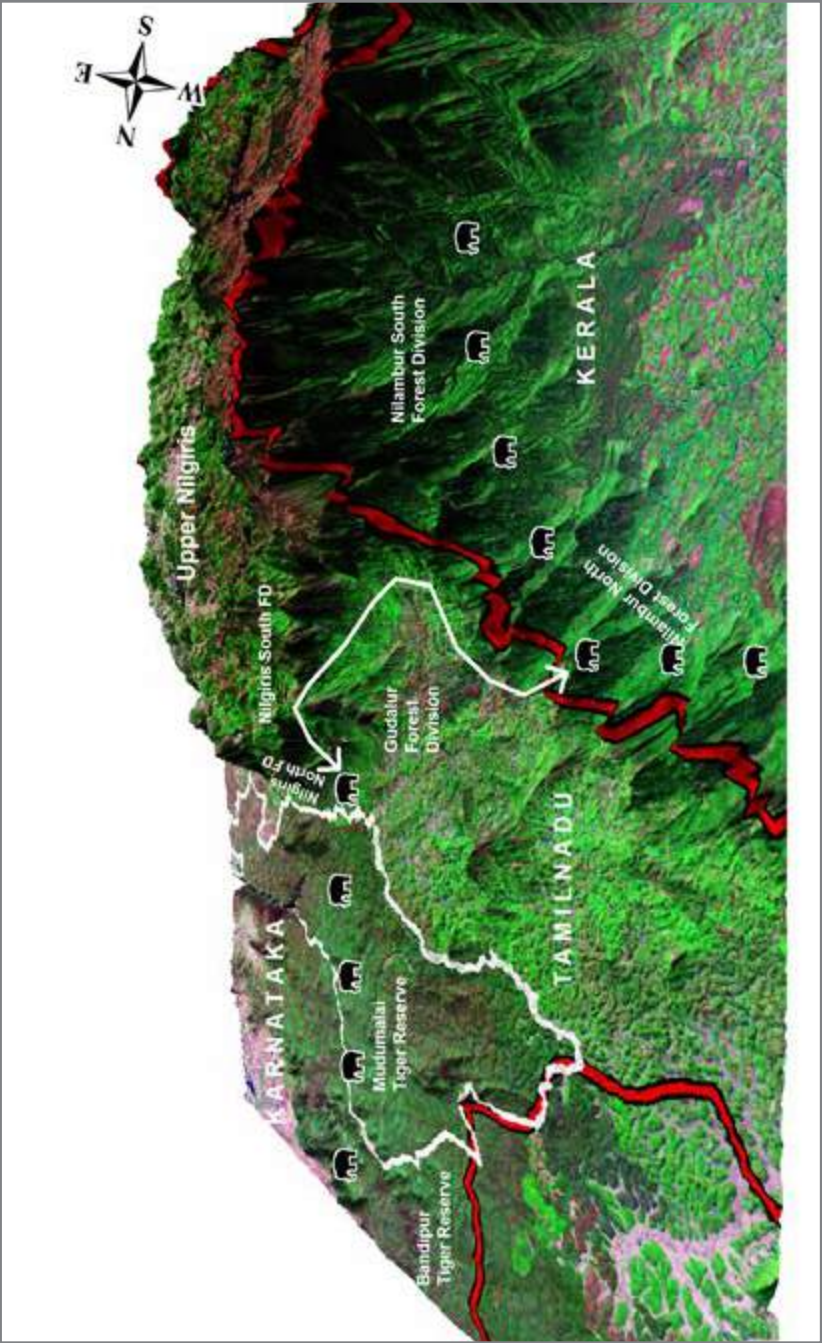 S
E
W
N
Upper Nilgiris
Nilgiris South FD
Nilgiris
North FD
KARNATAKA
Mudumalai
Tiger Reserve
Bandipur
Tiger Reserve
Gudalur
Forest
Division
Nilambur South
Forest Division
TAMILNADU
KERALA
Nilambur North
Forest Division